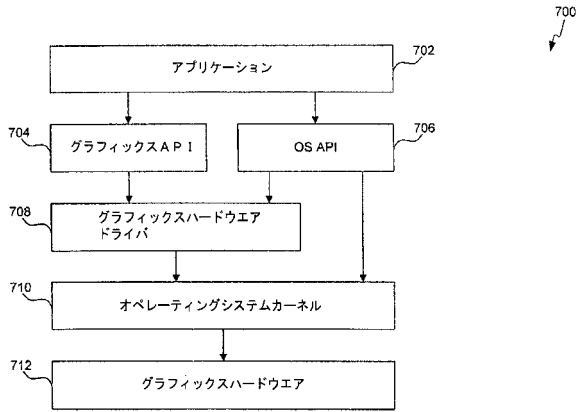 700
702
アプリケーション
704
グラフィックスAPI
706
OS API
708
グラフィックスハードウエア
ドライバ
710
オペレーティングシステムカーネル
712
グラフィックスハードウエア